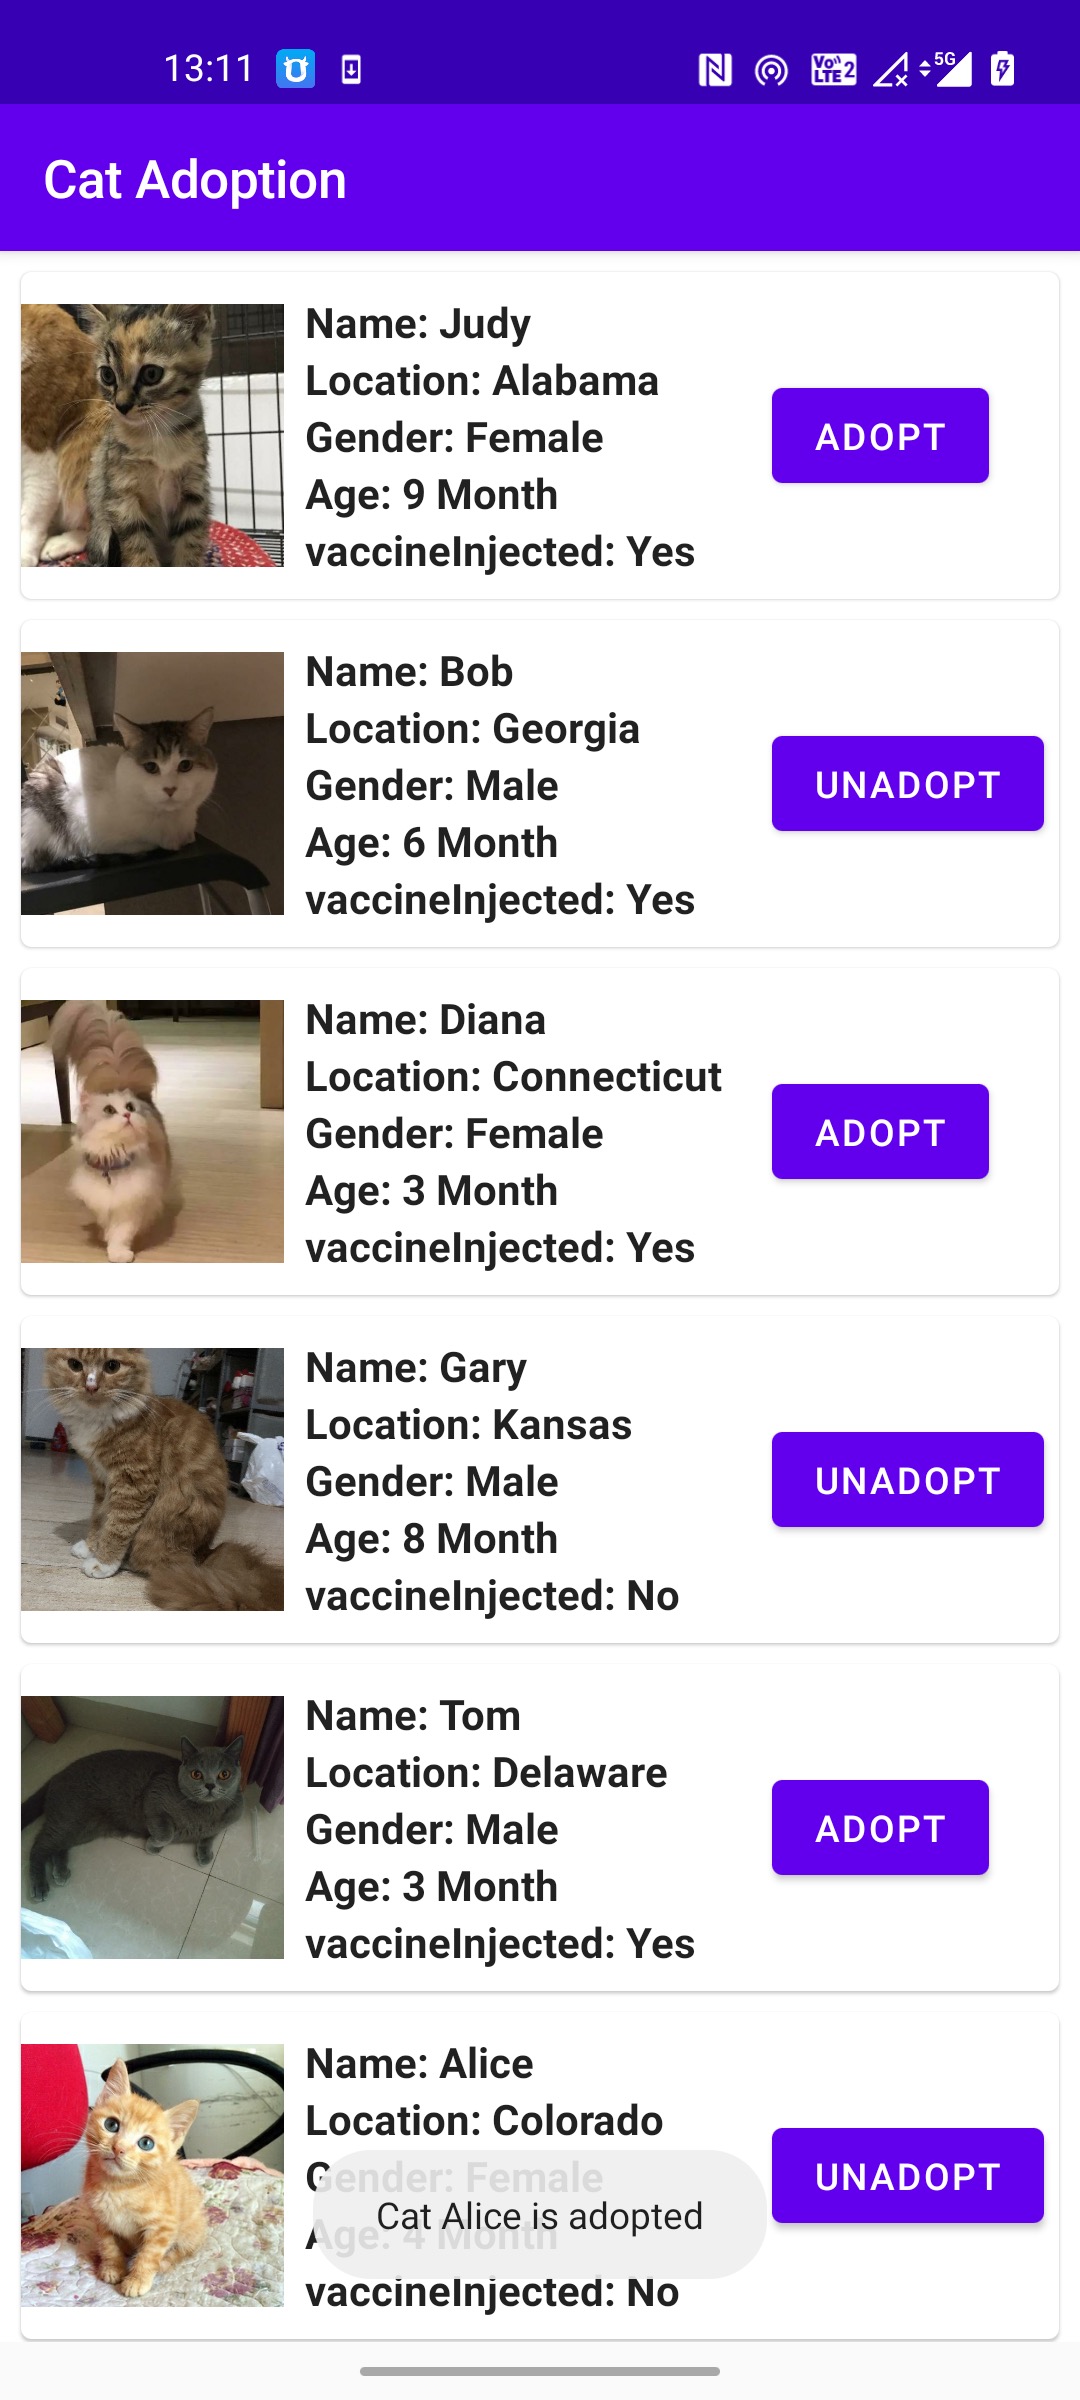 13:11
Vo)) LTE 2
5G
Cat Adoption
Name: Judy
Location: Alabama
Gender: Female
Age: 9 Month
vaccineInjected: Yes
ADOPT
Name: Bob
Location: Georgia
Gender: Male
Age: 6 Month
vaccineInjected: Yes
UNADOPT
Name: Diana
Location: Connecticut
Gender: Female
Age: 3 Month
vaccineInjected: Yes
ADOPT
Name: Gary
Location: Kansas
Gender: Male
Age: 8 Month
vaccineInjected: No
UNADOPT
Name: Tom
Location: Delaware
Gender: Male
Age: 3 Month
vaccineInjected: Yes
ADOPT
Name: Alice
Location: Colorado
Gender: Female
Age: 4 Month
vaccineInjected: No
UNADOPT
Cat Alice is adopted